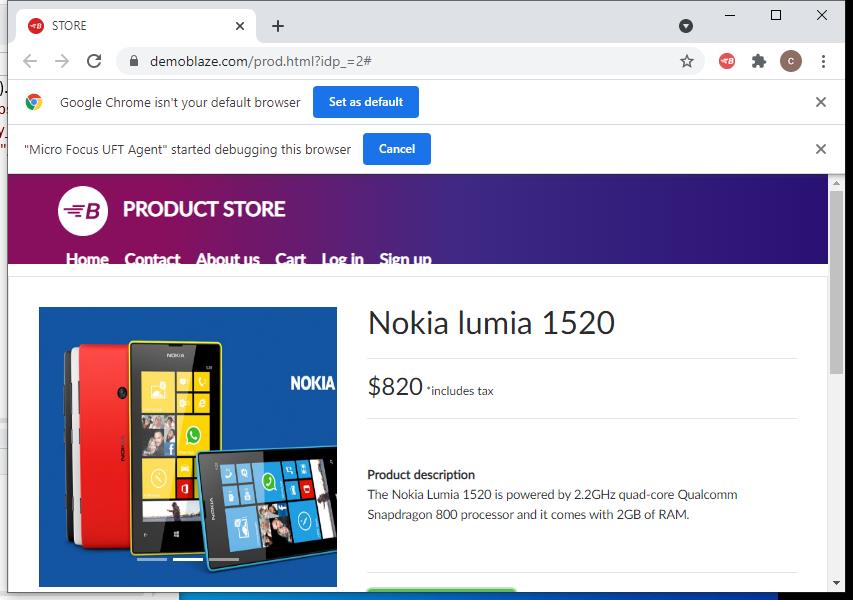 STORE
demoblaze.com/prod.html?idp_=2#
C
Google Chrome isn't your default browser Set as default
"Micro Focus UFT Agent" started debugging this browser Cancel
B PRODUCT STORE
Home Contact About us Cart Log in Sign up
Nokia lumia 1520
NOKIA
NOKIA
$820 *includes tax
Product description
The Nokia Lumia 1520 is powered by 2.2GHz quad-core Qualcomm
Snapdragon 800 processor and it comes with 2GB of RAM.
NOKIA
NOKIA